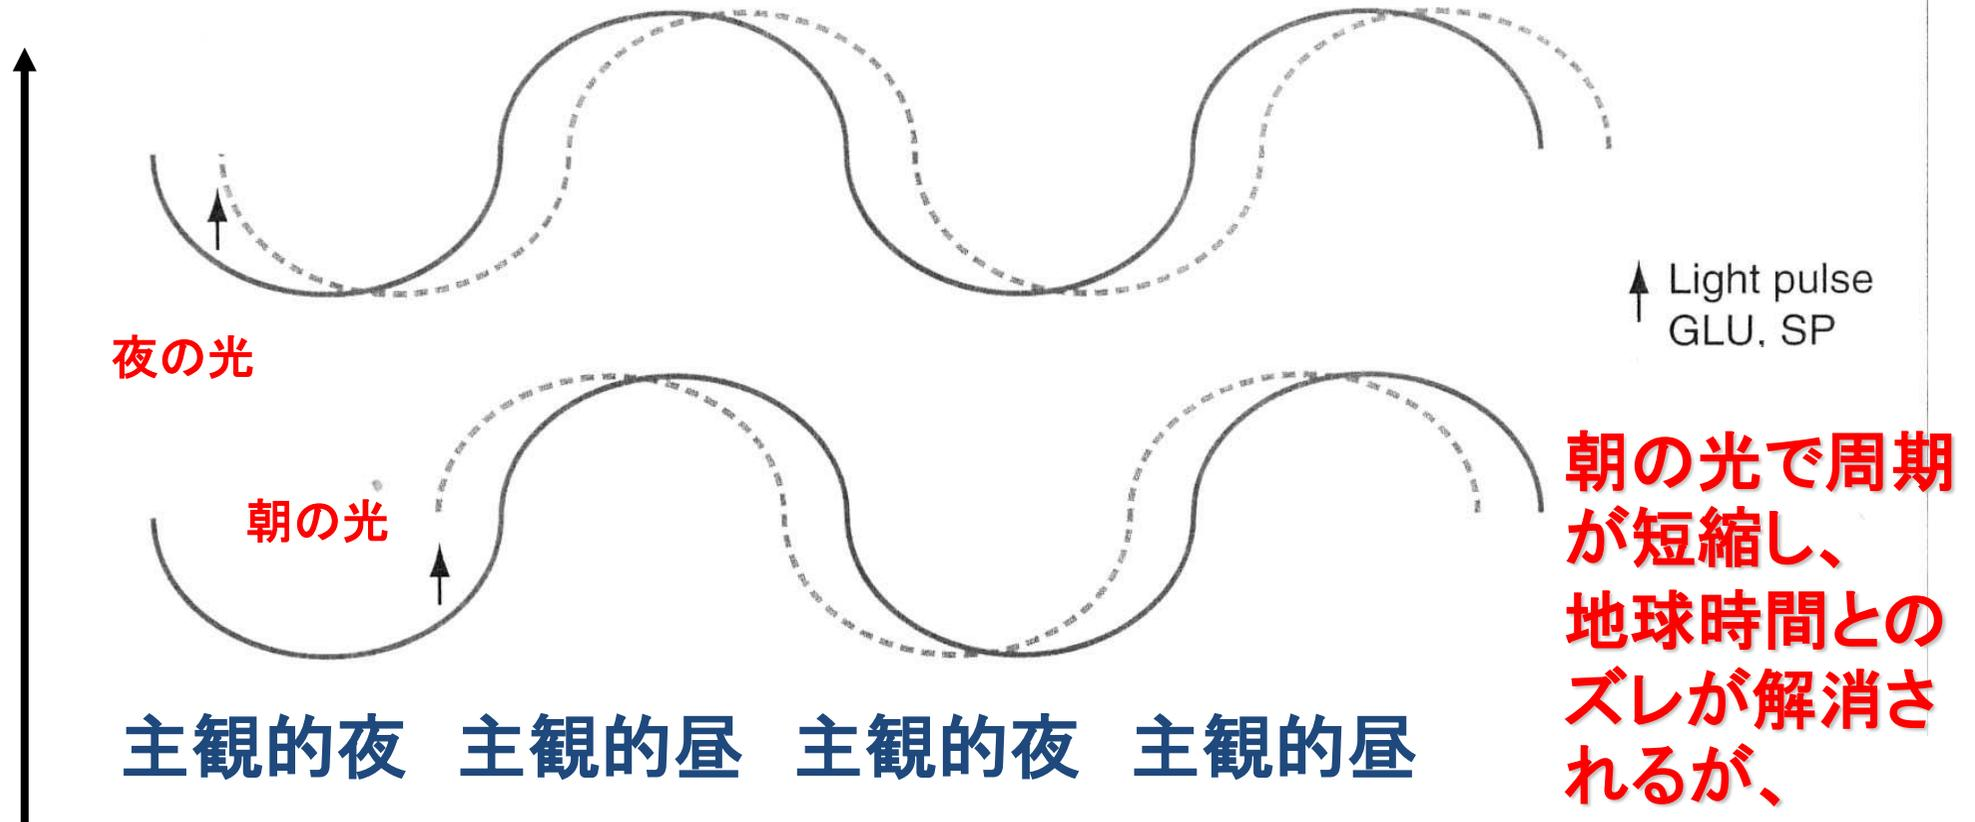 Light pulse
GLU, SP
夜の光
朝の光
朝の光で周期
が短縮し、
地球時間との
ズレが解消さ
れるが、
主観的夜 主観的昼 主観的夜 主観的昼